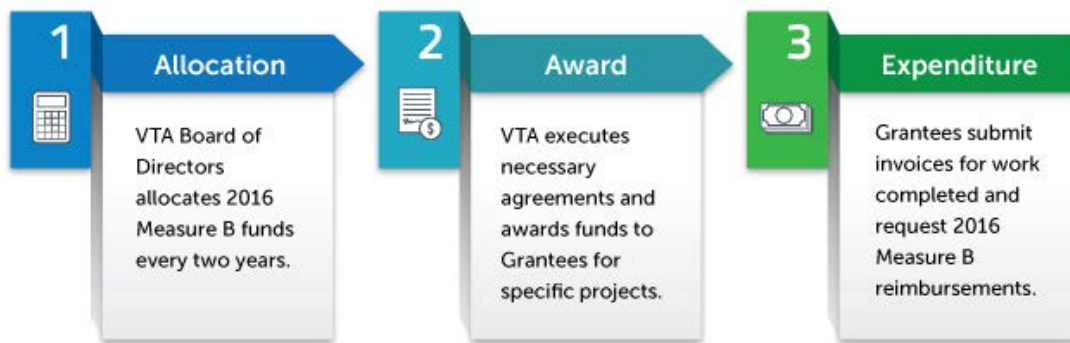 1
Allocation
VTA Board of
Directors
allocates 2016
Measure B funds
every two years.
2
Award
VTA executes
necessary
agreements and
awards funds to
Grantees for
specific projects.
3
Expenditure
Grantees submit
invoices for work
completed and
request 2016
Measure B
reimbursements.